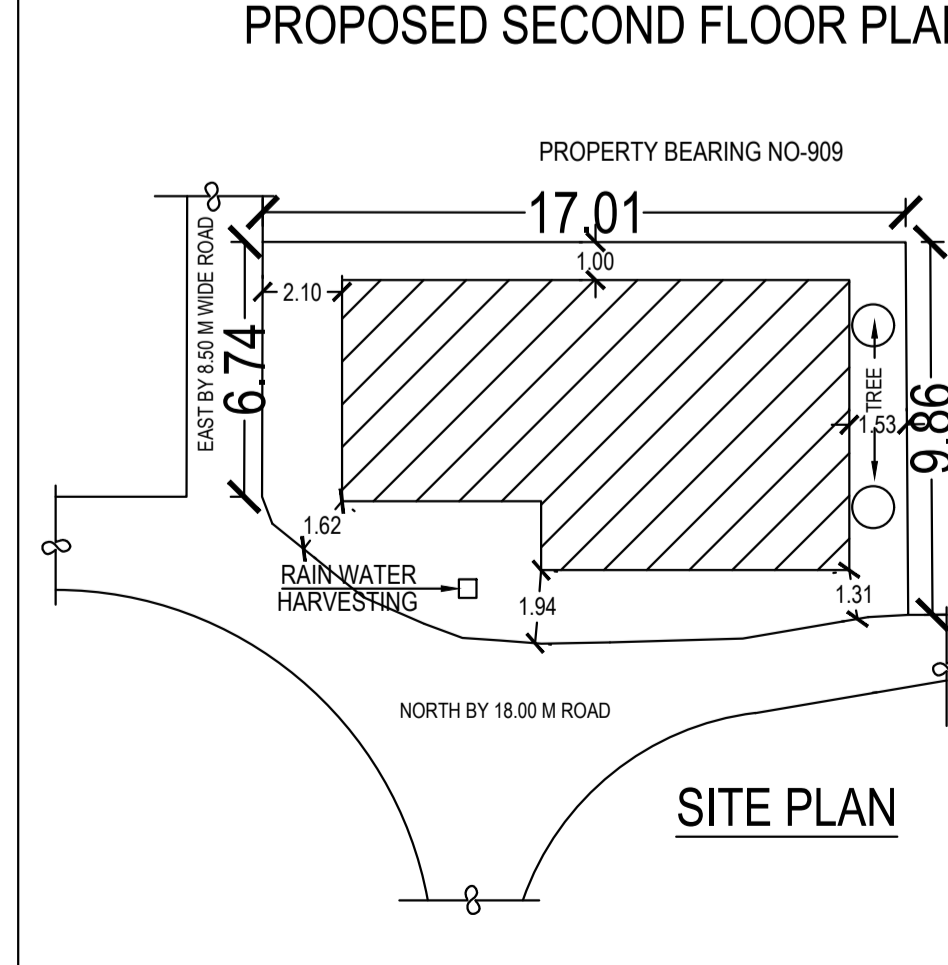 PROPOSED SECOND FLOOR PLAN
PROPERTY BEARING NO-909
17.01
1.00
2.10
EAST BY 8.50 M WIDE ROAD
6.74
TREE
1.53
9.86
1.62
RAIN WATER
HARVESTING
1.94
1.31
NORTH BY 18.00 M ROAD
SITE PLAN